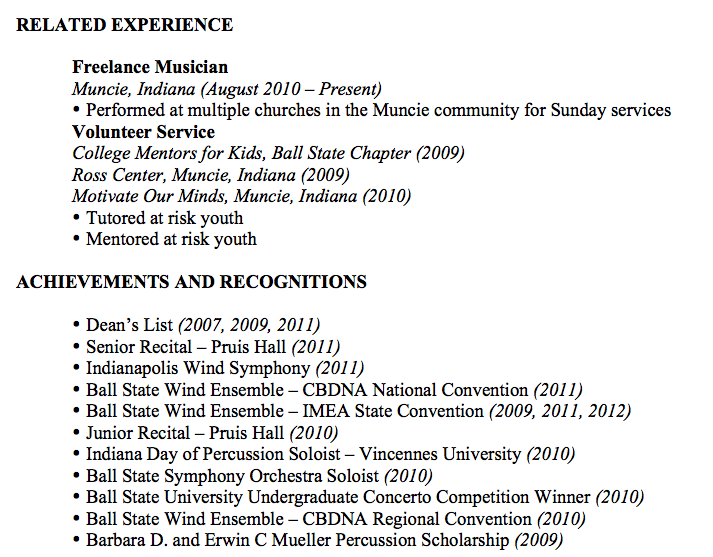 RELATED EXPERIENCE
Freelance Musician
Muncie, Indiana (August 2010 – Present)
• Performed at multiple churches in the Muncie community for Sunday services
Volunteer Service
College Mentors for Kids, Ball State Chapter (2009)
Ross Center, Muncie, Indiana (2009)
Motivate Our Minds, Muncie, Indiana (2010)
• Tutored at risk youth
• Mentored at risk youth
ACHIEVEMENTS AND RECOGNITIONS
• Dean’s List (2007, 2009, 2011)
• Senior Recital – Pruis Hall (2011)
• Indianapolis Wind Symphony (2011)
• Ball State Wind Ensemble – CBDNA National Convention (2011)
• Ball State Wind Ensemble – IMEA State Convention (2009, 2011, 2012)
• Junior Recital – Pruis Hall (2010)
• Indiana Day of Percussion Soloist – Vincennes University (2010)
• Ball State Symphony Orchestra Soloist (2010)
• Ball State University Undergraduate Concerto Competition Winner (2010)
• Ball State Wind Ensemble – CBDNA Regional Convention (2010)
• Barbara D. and Erwin C Mueller Percussion Scholarship (2009)